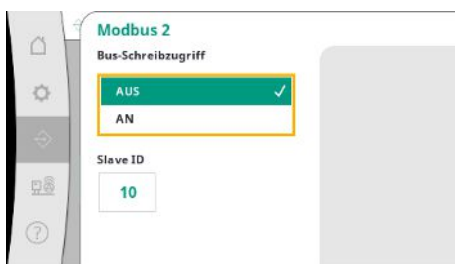 Modbus 2
Bus-Schreibzugriff
AUS
AN
Slave ID
10
?